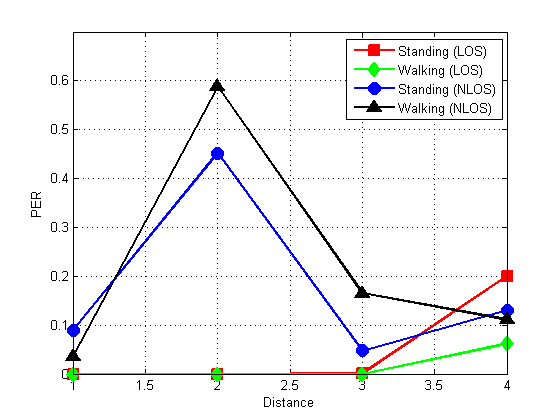 Standing (LOS)
Walking (LOS)
Standing (NLOS)
Walking (NLOS)
0.6
0.5
0.4
0.3
0.2
0.1
0
PER
1 1.5 2 2.5 3 3.5 4
Distance